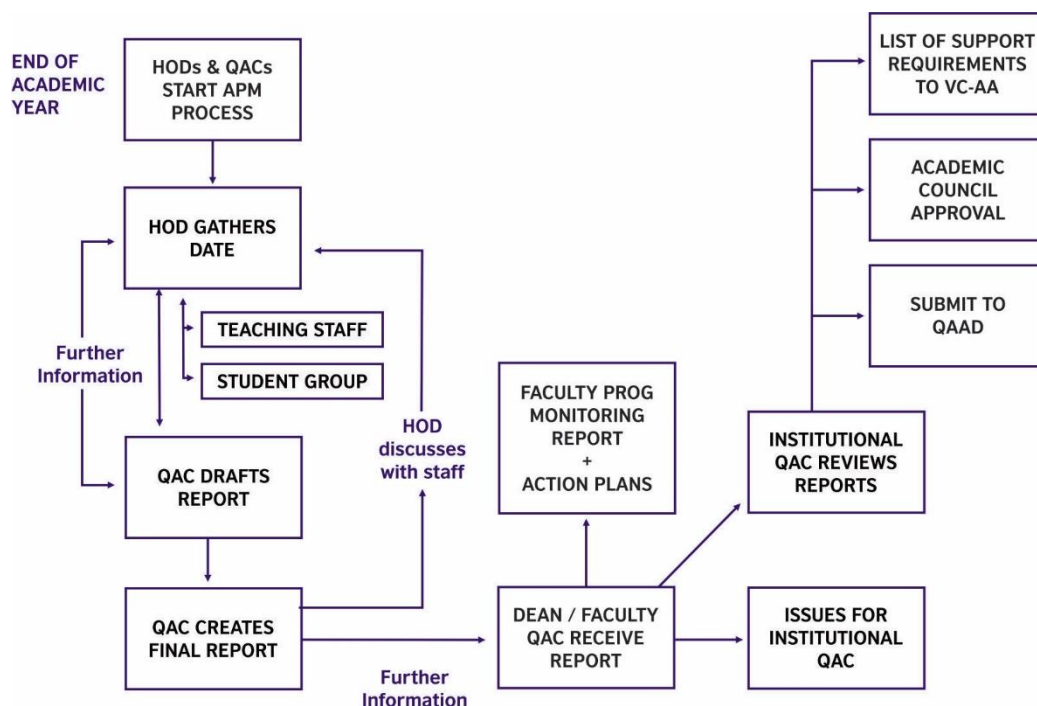 END OF
ACADEMIC
YEAR
HODs & QACs
START APM
PROCESS
HOD GATHERS
DATE
TEACHING STAFF
STUDENT GROUP
Further
Information
QAC DRAFTS
REPORT
HOD
discusses
with staff
QAC CREATES
FINAL REPORT
Further
Information
FACULTY PROG
MONITORING
REPORT
+
ACTION PLANS
DEAN / FACULTY
QAC RECEIVE
REPORT
LIST OF SUPPORT
REQUIREMENTS
TO VC-AA
ACADEMIC
COUNCIL
APPROVAL
SUBMIT TO
QAAD
INSTITUTIONAL
QAC REVIEWS
REPORTS
ISSUES FOR
INSTITUTIONAL
QAC